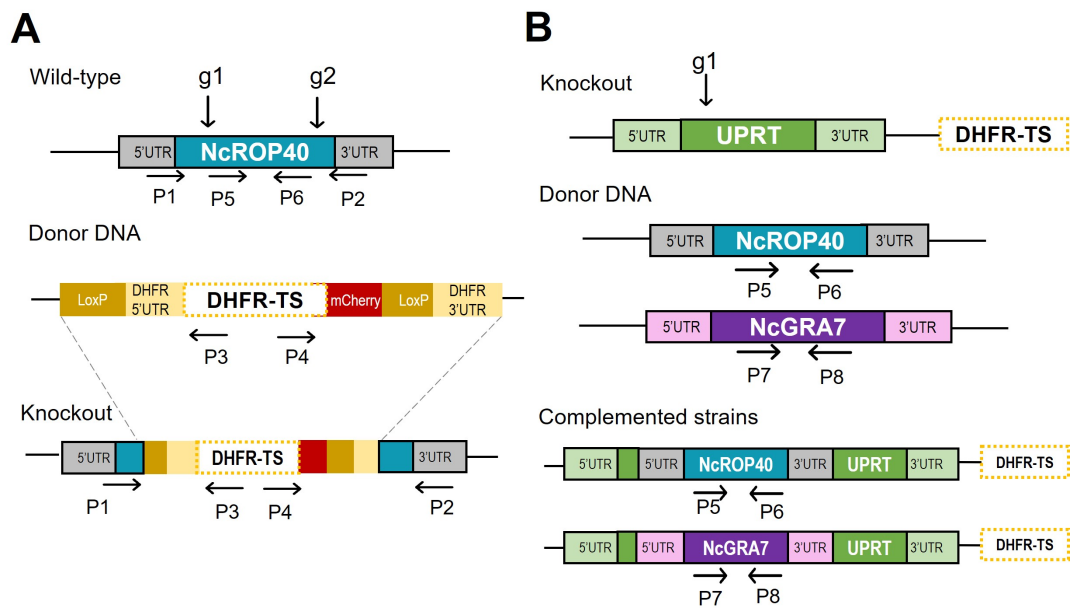 A
Wild-type
g1 g2
5'UTR NcROP40 3'UTR
P1 P5 P6 P2
Donor DNA
LoxP DHFR 5'UTR DHFR-TS mCherry LoxP DHFR 3'UTR
P3 P4
Knockout
5'UTR DHFR-TS 3'UTR
P1 P3 P4 P2
B
g1
Knockout
5'UTR UPRT 3'UTR DHFR-TS
Donor DNA
5'UTR NcROP40 3'UTR
P5 P6
5'UTR NcGRA7 3'UTR
P7 P8
Complemented strains
5'UTR 5'UTR NcROP40 3'UTR UPRT 3'UTR DHFR-TS
P5 P6
5'UTR 5'UTR NcGRA7 3'UTR UPRT 3'UTR DHFR-TS
P7 P8